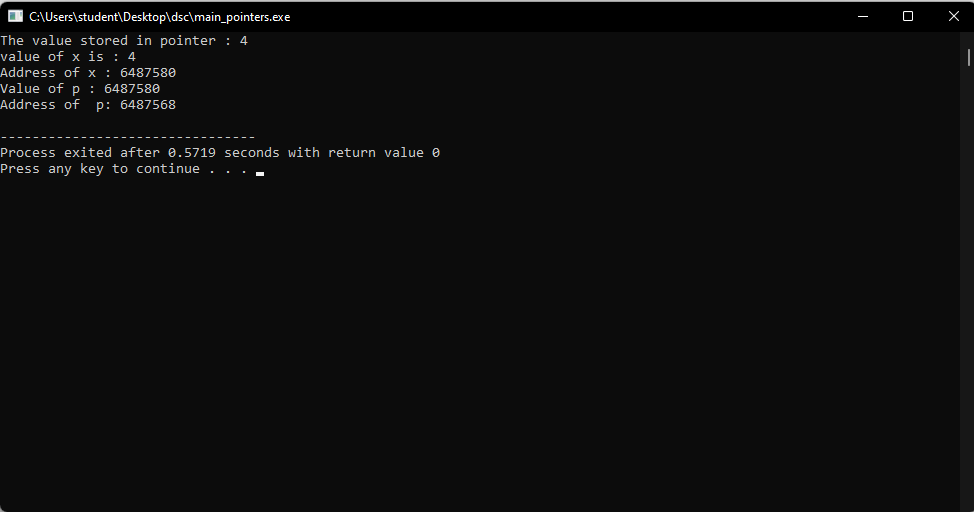 C:\Users\student\Desktop\dsc\main_pointers.exe
The value stored in pointer : 4
value of x is : 4
Address of x : 6487580
Value of p : 6487580
Address of  p: 6487568
--------------------------------
Process exited after 0.5719 seconds with return value 0
Press any key to continue . . .